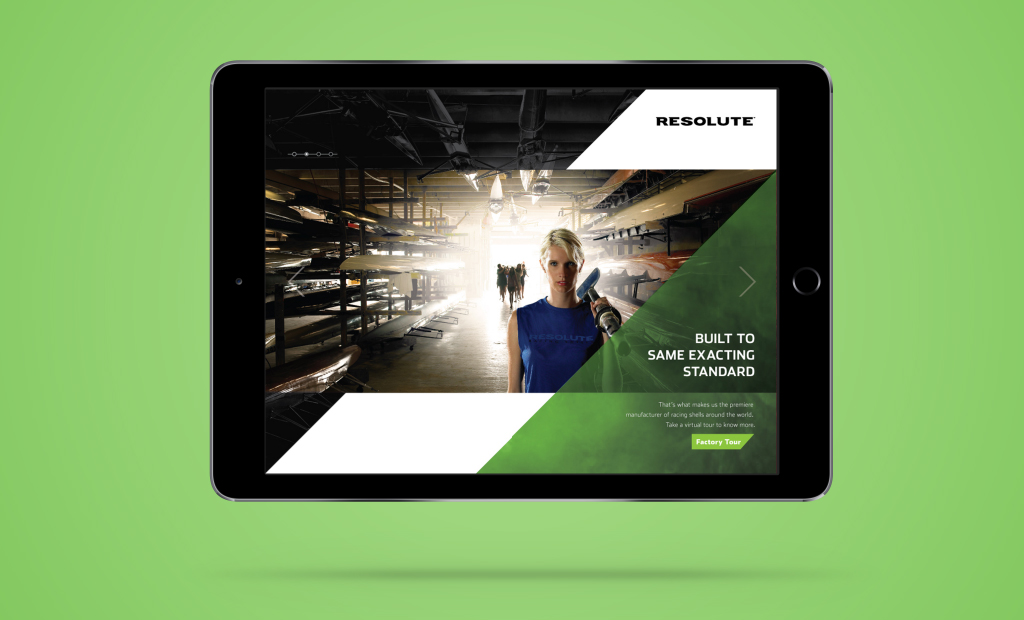 RESOLUTE
RESOLUTE
BUILT TO
SAME EXACTING
STANDARD
That's what makes us the premiere
manufacturer of racing shells around the world.
Take a virtual tour to know more.
Factory Tour